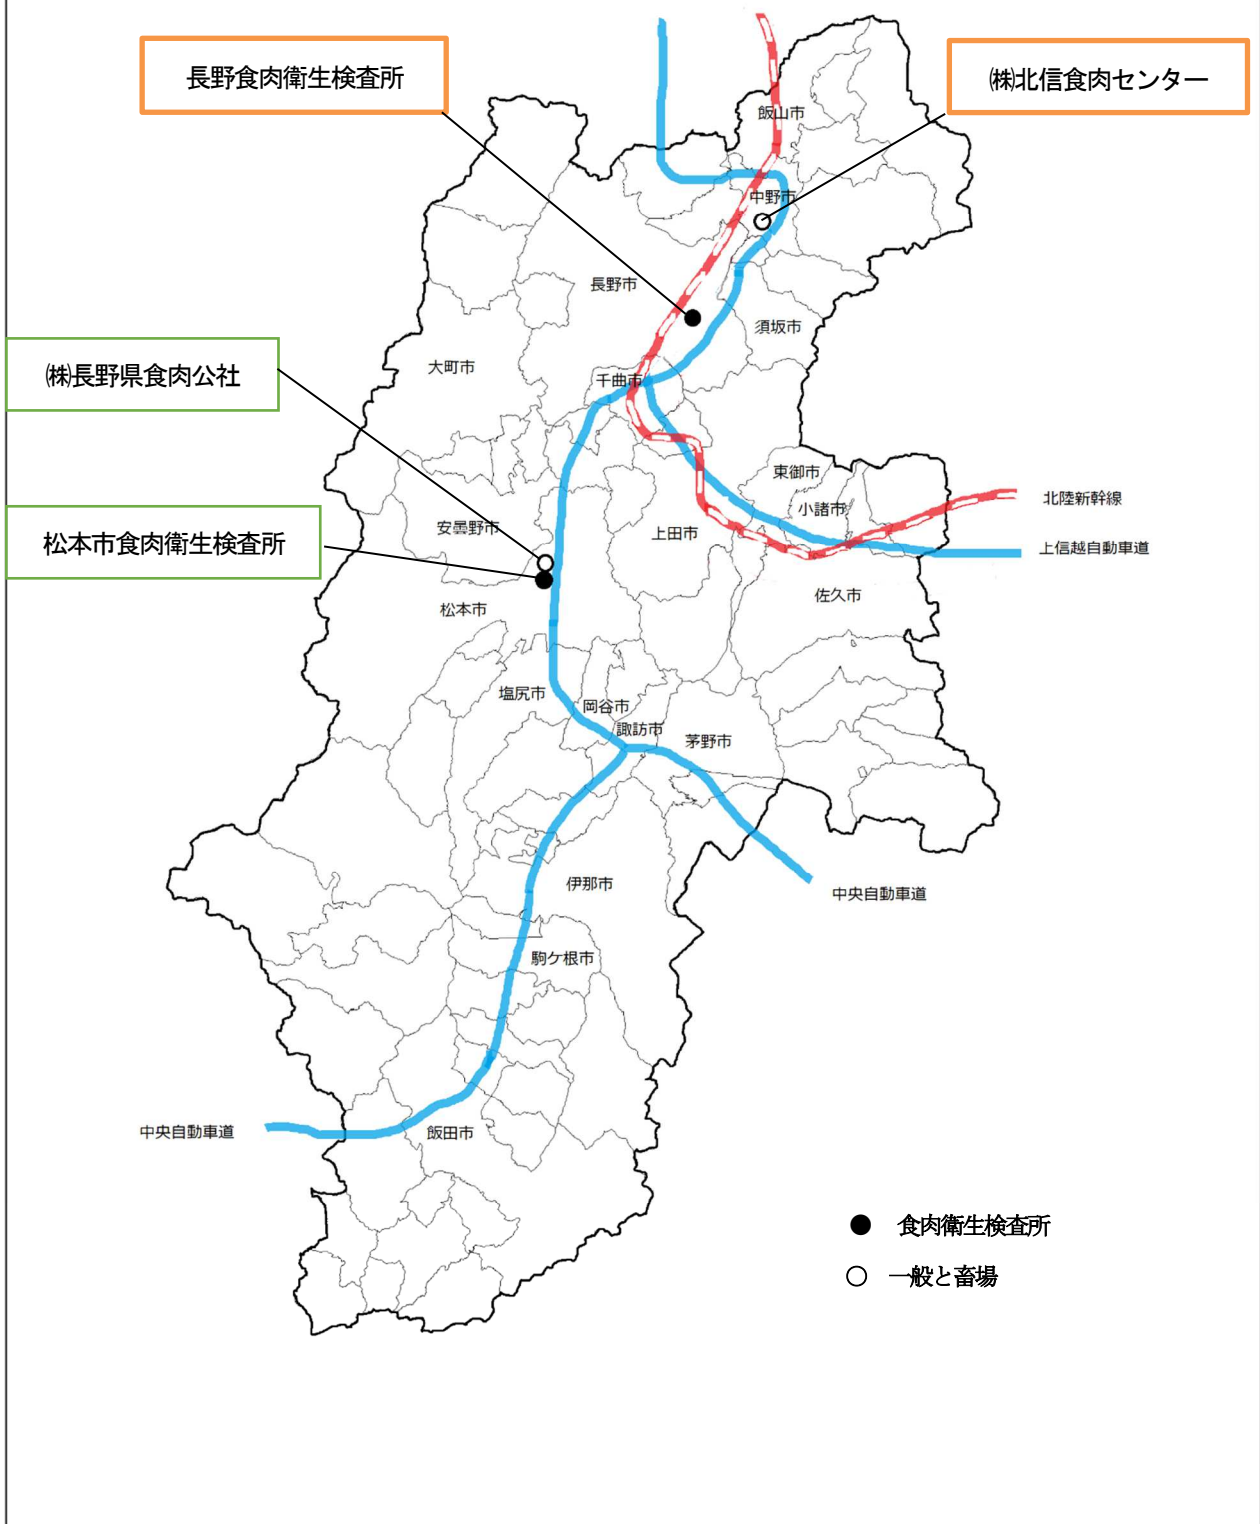 長野食肉衛生検査所
㈱北信食肉センター
飯山市
中野市
長野市
須坂市
㈱長野県食肉公社
大町市
千曲市
東御市
小諸市
北陸新幹線
安曇野市
上田市
松本市食肉衛生検査所
上信越自動車道
佐久市
松本市
塩尻市
岡谷市
諏訪市
茅野市
伊那市
中央自動車道
駒ケ根市
中央自動車道
飯田市
● 食肉衛生検査所
○ 一般と畜場